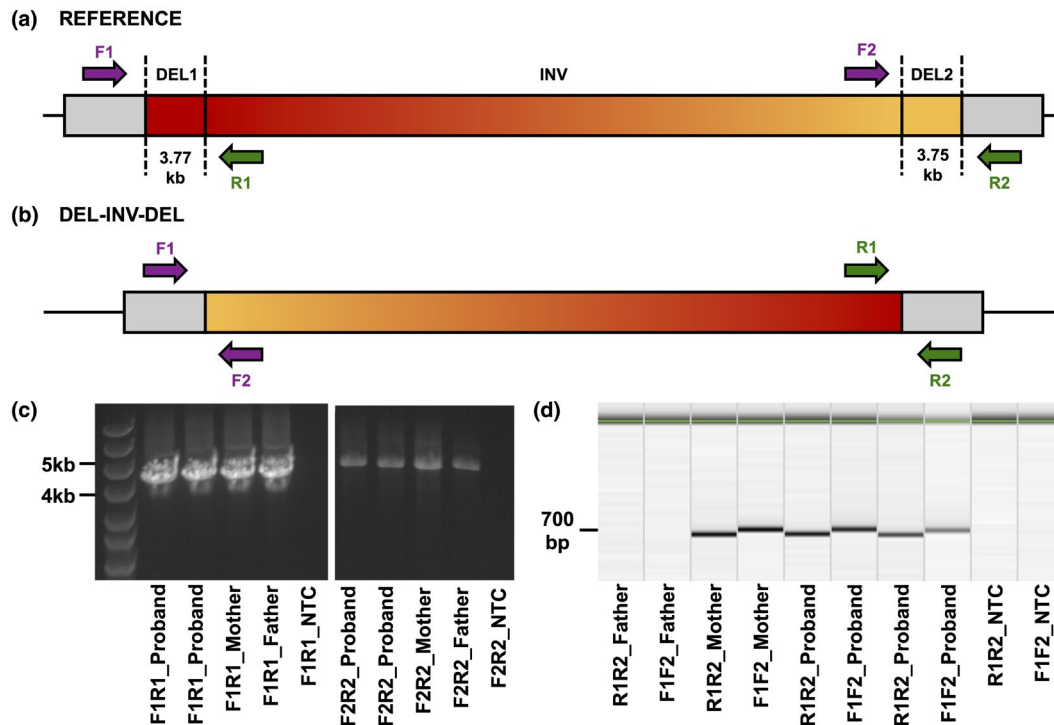 (a) REFERENCE
F1
DEL1
INV
F2
DEL2
3.77
kb
R1
3.75
kb
R2
(b) DEL-INV-DEL
F1
R1
F2
R2
(c)
5kb
4kb
F1R1_Proband
F1R1_Proband
F1R1_Mother
F1R1_Father
F1R1_NTC
F2R2_Proband
F2R2_Proband
F2R2_Mother
F2R2_Father
F2R2_NTC
(d)
700
bp
R1R2_Father
F1F2_Father
R1R2_Mother
F1F2_Mother
R1R2_Proband
F1F2_Proband
R1R2_Proband
F1F2_Proband
R1R2_NTC
F1F2_NTC